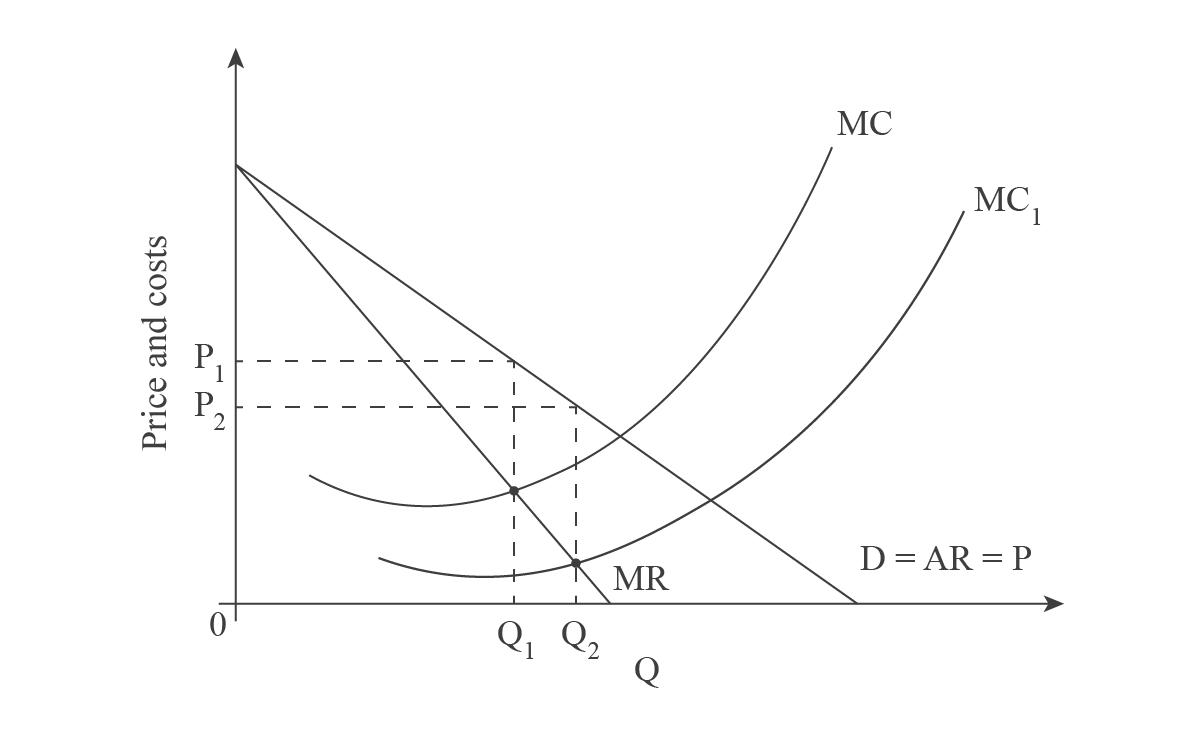 MC
MC₁
Price and costs
P₁
P₂
D = AR = P
MR
0
Q₁
Q₂
Q